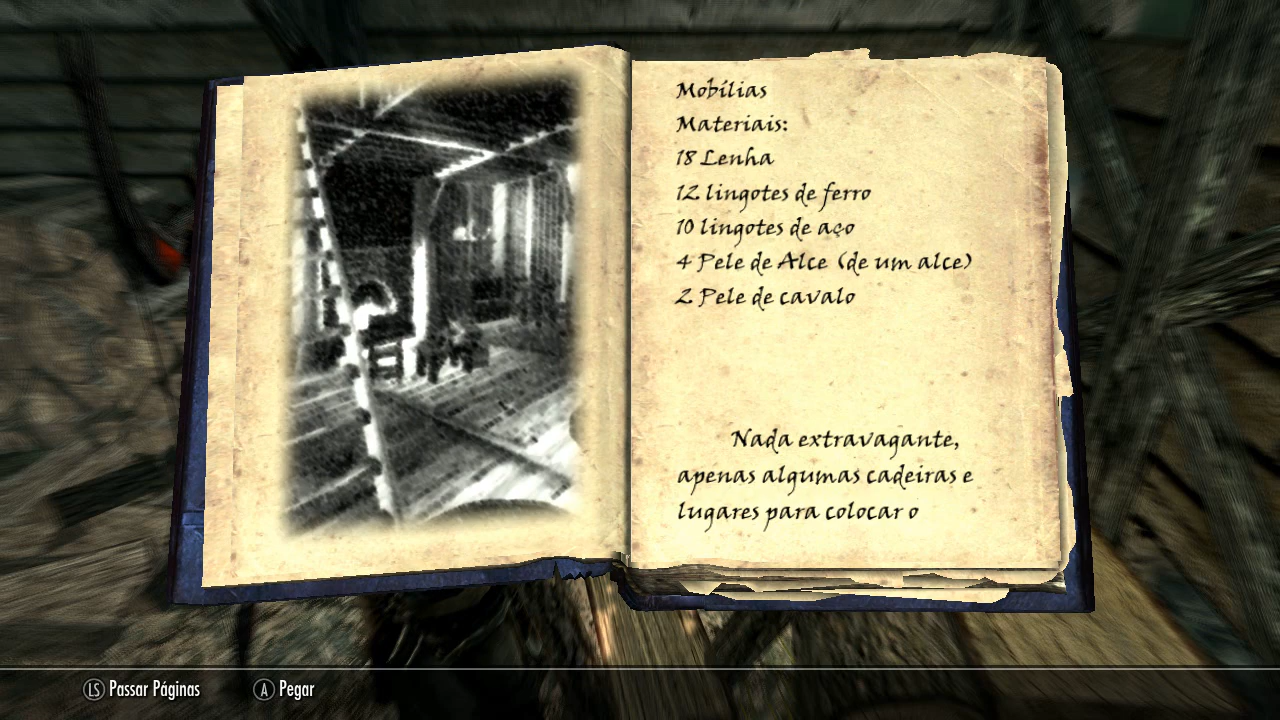 Mobílias
Materiais:
18 Lenha
12 lingotes de ferro
10 lingotes de aço
4 Pele de Alce (de um alce)
2 Pele de cavalo
Nada extravagante,
apenas algumas cadeiras e
lugares para colocar o
LS Passar Páginas
A Pegar